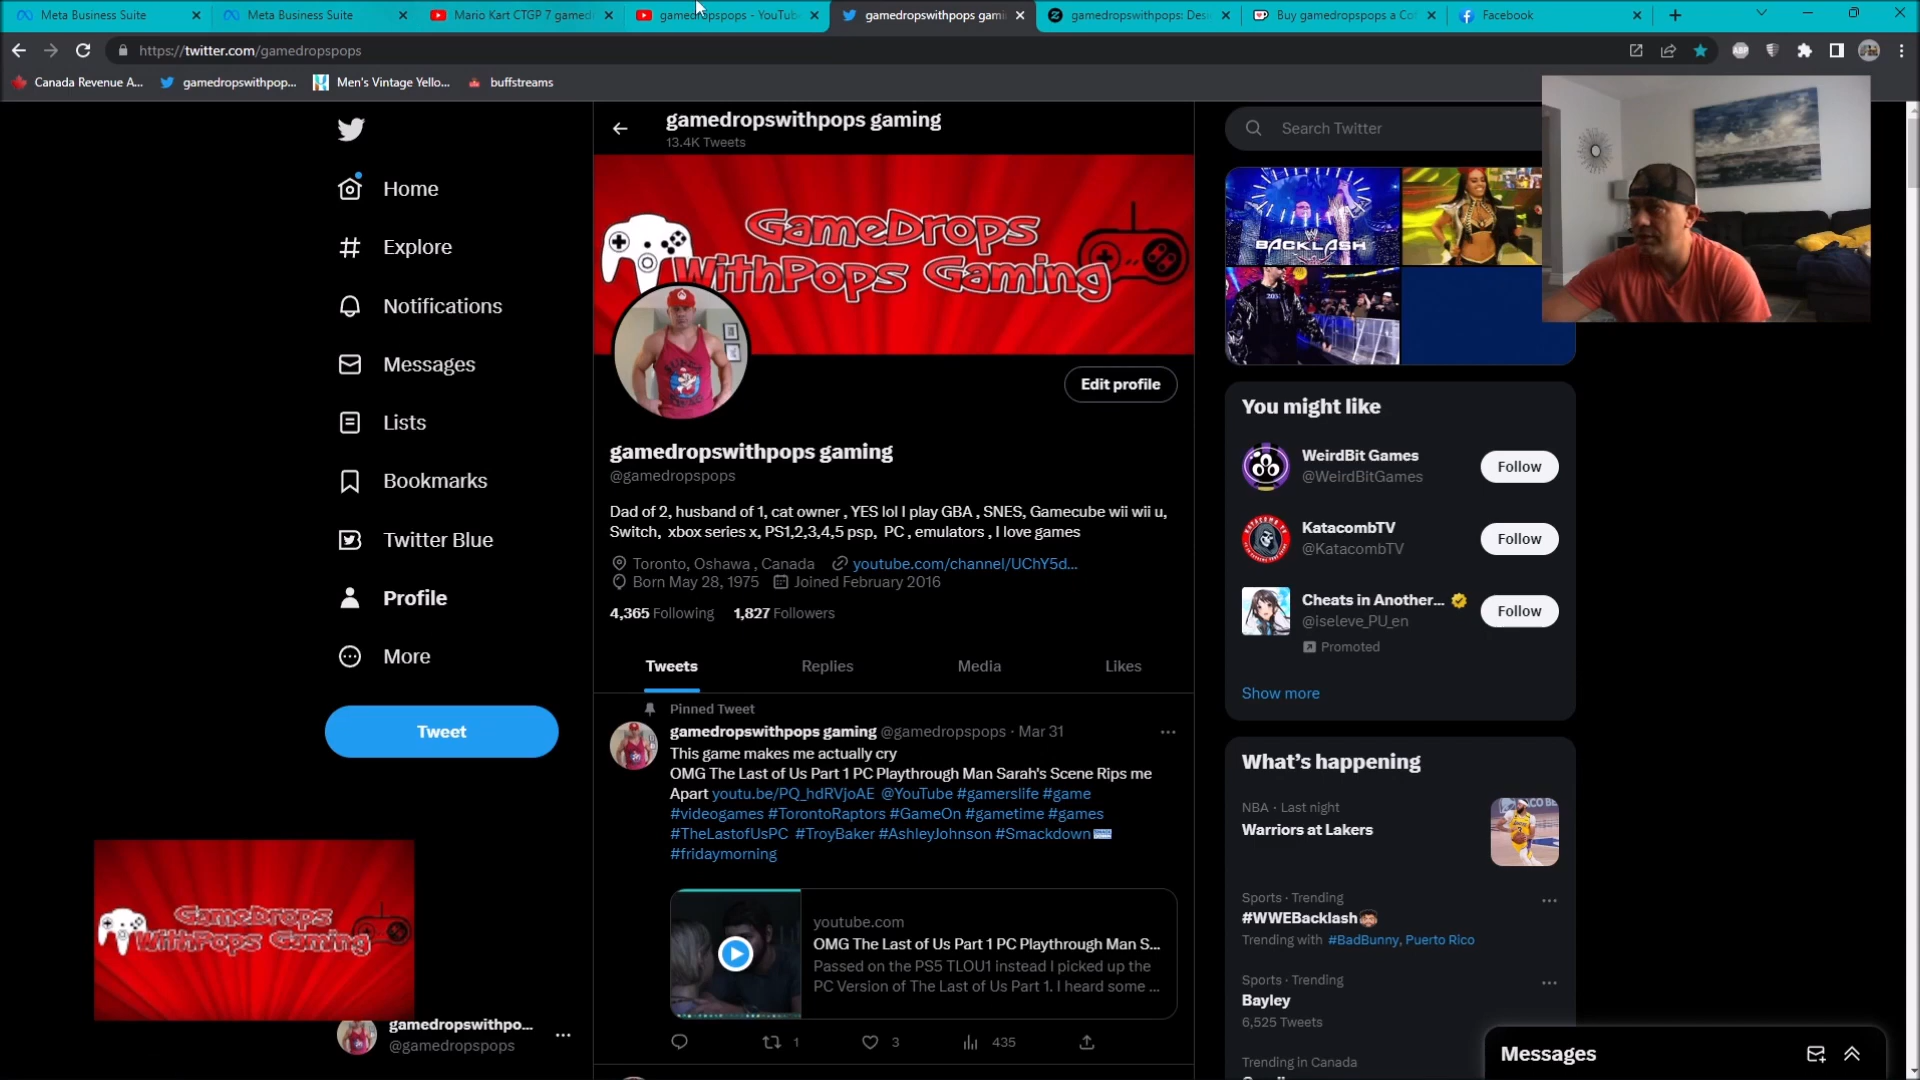 Meta Business Suite
Meta Business Suite
Mario Kart CTGP 7 gamed
gamedropspops - YouTube
gamedropswithpops gami
gamedropswithpops: Desi
Buy gamedropspops a Cof
Facebook
https://twitter.com/gamedropspops
Canada Revenue A...
gamedropswithpop...
Men's Vintage Yello...
buffstreams
gamedropswithpops gaming
13.4K Tweets
Search Twitter
Home
Explore
Notifications
Messages
Lists
Bookmarks
Twitter Blue
Profile
More
Tweet
GameDrops
WithPops Gaming
BACKLASH
Edit profile
gamedropswithpops gaming
@gamedropspops
Dad of 2, husband of 1, cat owner , YES lol I play GBA , SNES, Gamecube wii wii u,
Switch, xbox series x, PS1,2,3,4,5 psp, PC , emulators , I love games
Toronto, Oshawa , Canada youtube.com/channel/UChY5d...
Born May 28, 1975 Joined February 2016
4,365 Following 1,827 Followers
Tweets Replies Media Likes
Pinned Tweet
gamedropswithpops gaming @gamedropspops · Mar 31
This game makes me actually cry
OMG The Last of Us Part 1 PC Playthrough Man Sarah's Scene Rips me
Apart youtu.be/PQ_hdRVjoAE @YouTube #gamerslife #game
#videogames #TorontoRaptors #GameOn #gametime #games
#TheLastofUsPC #TroyBaker #AshleyJohnson #Smackdown
#fridaymorning
youtube.com
OMG The Last of Us Part 1 PC Playthrough Man S...
Passed on the PS5 TLOU1 instead I picked up the
PC Version of The Last of Us Part 1. I heard some ...
1 3 435
You might like
WeirdBit Games
@WeirdBitGames
Follow
KatacombTV
@KatacombTV
Follow
Cheats in Another...
@iseleve_PU_en
Promoted
Follow
Show more
What's happening
NBA · Last night
Warriors at Lakers
Sports · Trending
#WWEBacklash
Trending with #BadBunny, Puerto Rico
Sports · Trending
Bayley
6,525 Tweets
Trending in Canada
GameDrops
WithPops Gaming
gamedropswithpo...
@gamedropspops
Messages